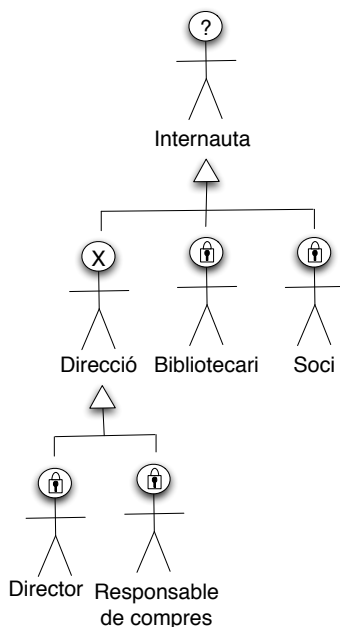 ?
Internauta
X
Direcció Bibliotecari Soci
Director Responsable
de compres